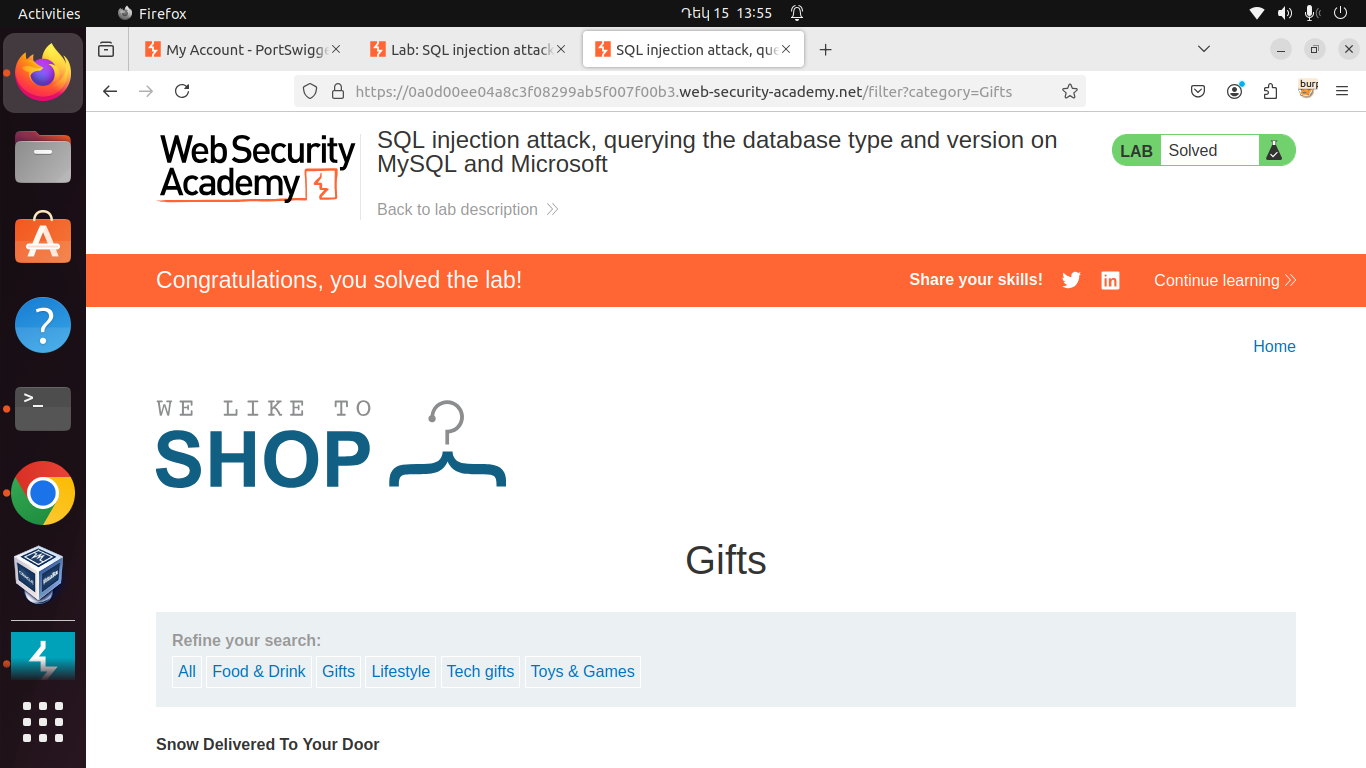 Activities
Firefox
Դեկ 15 13:55
My Account - PortSwigge
Lab: SQL injection attack
SQL injection attack, que
https://0a0d00ee04a8c3f08299ab5f007f00b3.web-security-academy.net/filter?category=Gifts
WebSecurity
Academy
SQL injection attack, querying the database type and version on
MySQL and Microsoft
LAB Solved
Back to lab description
Congratulations, you solved the lab!
Share your skills!
Continue learning
Home
WE LIKE TO
SHOP
Gifts
Refine your search:
All Food & Drink Gifts Lifestyle Tech gifts Toys & Games
Snow Delivered To Your Door